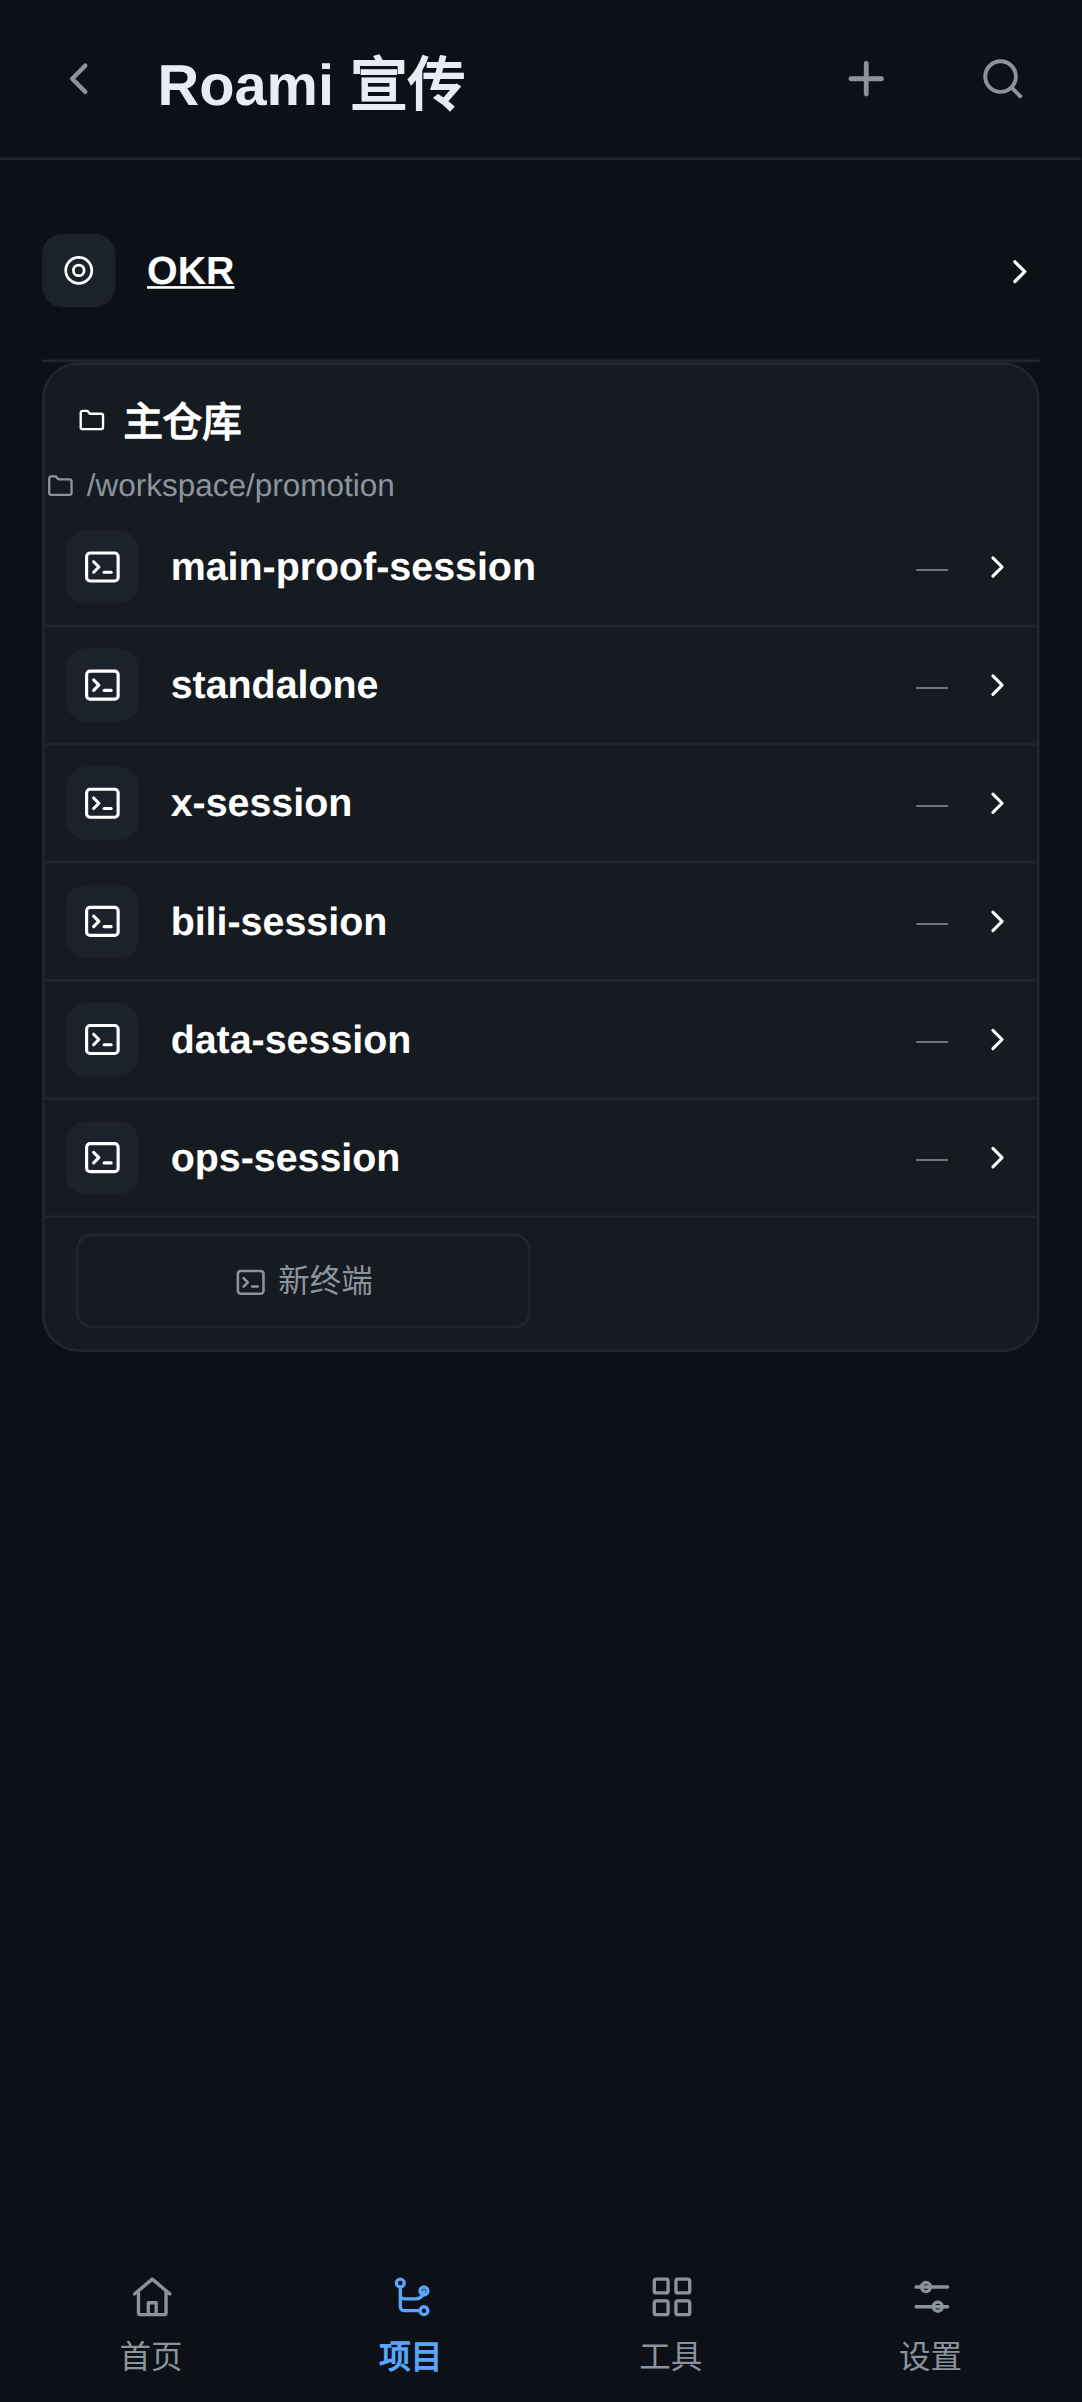 Roami 宣传
OKR
主仓库
/workspace/promotion
main-proof-session —
standalone —
x-session —
bili-session —
data-session —
ops-session —
新终端
首页 项目 工具 设置